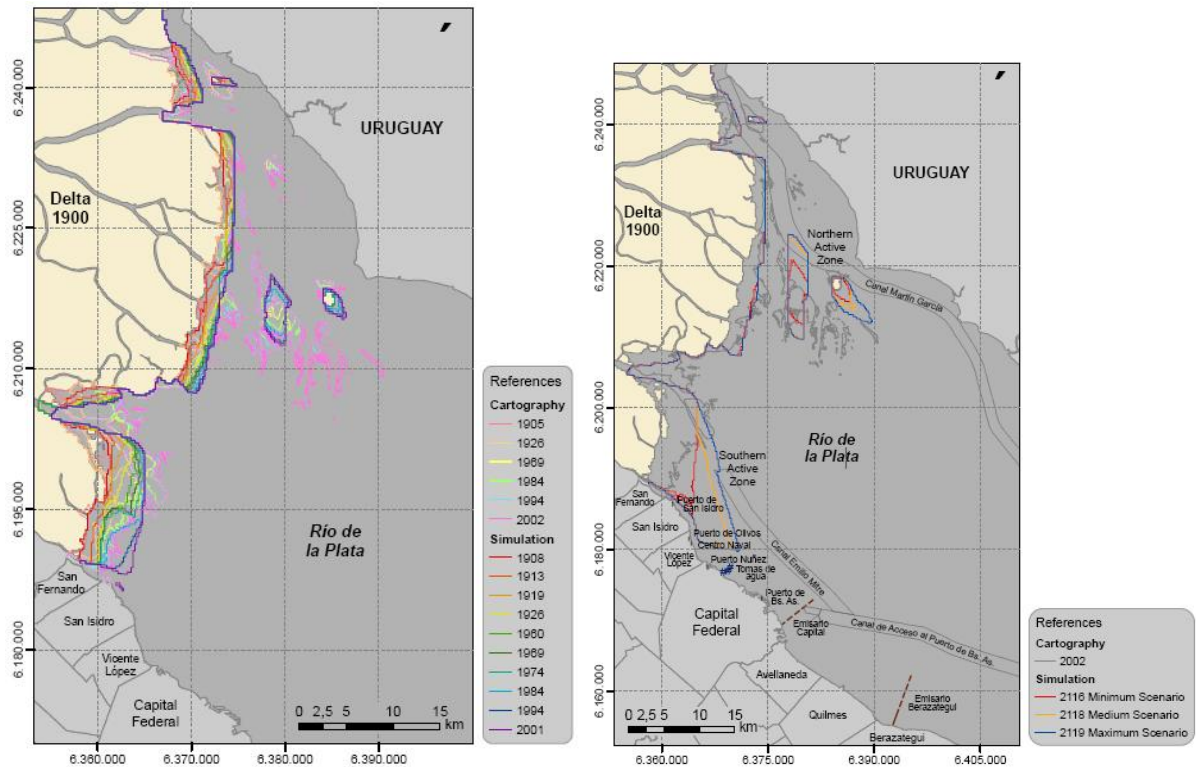 6.240.000
URUGUAY
Delta
1900
6.225.000
6.210.000
6.195.000
Río de
la Plata
San
Fernando
San Isidro
6.180.000
Vicente
López
Capital
Federal
0 2,5 5 10 15
km
6.360.000 6.370.000 6.380.000 6.390.000
References
Cartography
1905
1926
1969
1984
1994
2002
Simulation
1908
1913
1919
1926
1960
1969
1974
1984
1994
2001
6.240.000
URUGUAY
Delta
1900
Northern
Active
Zone
6.220.000
Canal Martín García
6.200.000
Río de
la Plata
Southern
Active
Zone
San
Fernando
Puerto de
San Isidro
San Isidro
Puerto de Olivos
Centro Naval
6.180.000
Vicente
López
Puerto Nuñez
Tomas de
agua
Canal Emilio Mitre
Puerto de
Bs. As.
Capital
Federal
Emisario
Capital
Canal de Acceso al Puerto de Bs. As.
Avellaneda
6.160.000
Emisario
Berazategui
Quilmes
Berazategui
0 2,5 5 10 15
km
6.360.000 6.375.000 6.390.000 6.405.000
References
Cartography
2002
Simulation
2116 Minimum Scenario
2118 Medium Scenario
2119 Maximum Scenario